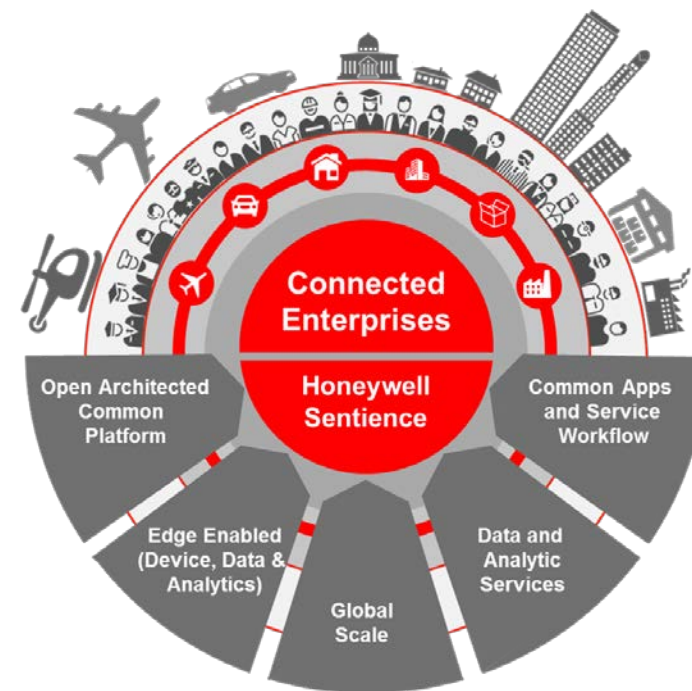 Connected
Enterprises
Honeywell
Sentience
Open Architected
Common
Platform
Edge Enabled
(Device, Data &
Analytics)
Global
Scale
Data and
Analytic
Services
Common Apps
and Service
Workflow